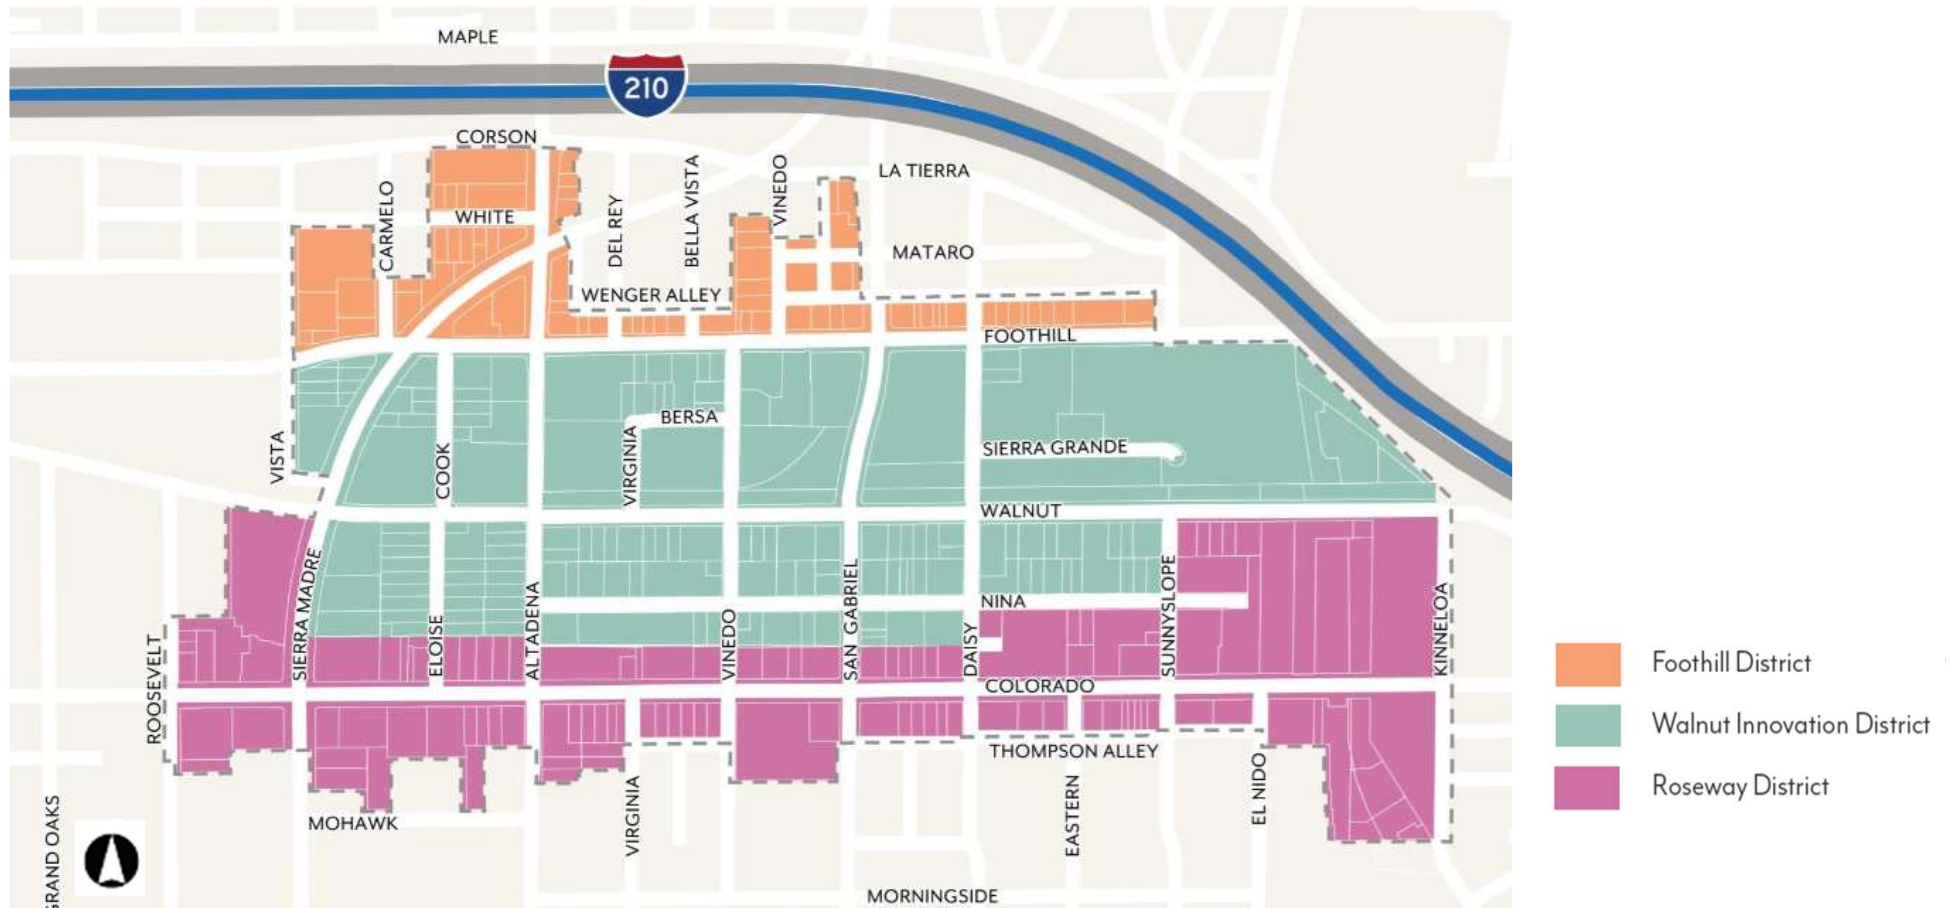 MAPLE
210
CORSON
CARMELO
WHITE
DEL REY
BELLA VISTA
VINEDO
LA TIERRA
MATARO
WENGER ALLEY
FOOTHILL
BERSA
VISTA
COOK
VIRGINIA
SIERRA GRANDE
WALNUT
SIERRA MADRE
ELOISE
ALTADENA
VINEDO
SAN GABRIEL
NINA
DAISY
SUNNYSLOPE
KINNELOA
ROOSEVELT
COLORADO
THOMPSON ALLEY
MOHAWK
VIRGINIA
EASTERN
EL NIDO
GRAND OAKS
MORNINGSIDE
Foothill District
Walnut Innovation District
Roseway District